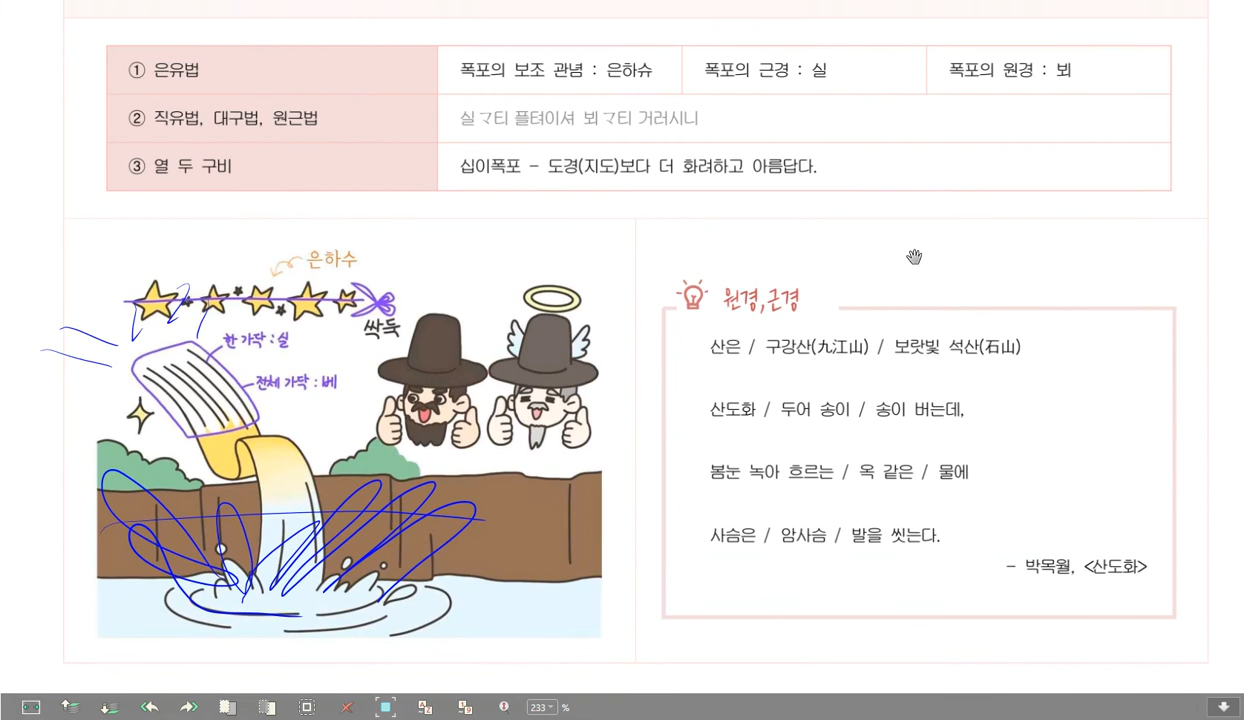 ① 은유법 폭포의 보조 관념 : 은하슈 폭포의 근경 : 실 폭포의 원경 : 뵈
② 직유법, 대구법, 원근법 실ᄀᆞ티 플텨이셔 뵈ᄀᆞ티 거러시니
③ 열 두 구비 십이폭포 - 도경(지도)보다 더 화려하고 아름답다.
은하수
싹둑
한 가닥 : 실
전체 가닥 : 베
원경, 근경
산은 / 구강산(九江山) / 보랏빛 석산(石山)
산도화 / 두어 송이 / 송이 버는데,
봄눈 녹아 흐르는 / 옥 같은 / 물에
사슴은 / 암사슴 / 발을 씻는다.
- 박목월, <산도화>
233 %